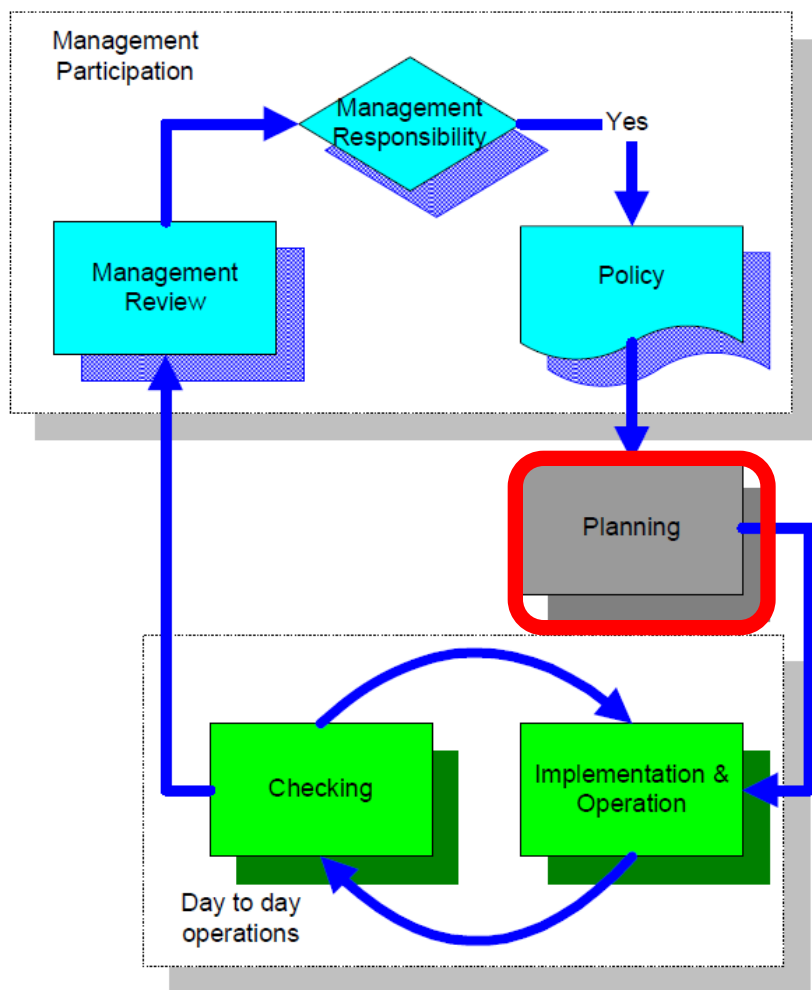 Management
Participation
Management
Responsibility
Yes
Management
Review
Policy
Planning
Checking
Implementation &
Operation
Day to day
operations